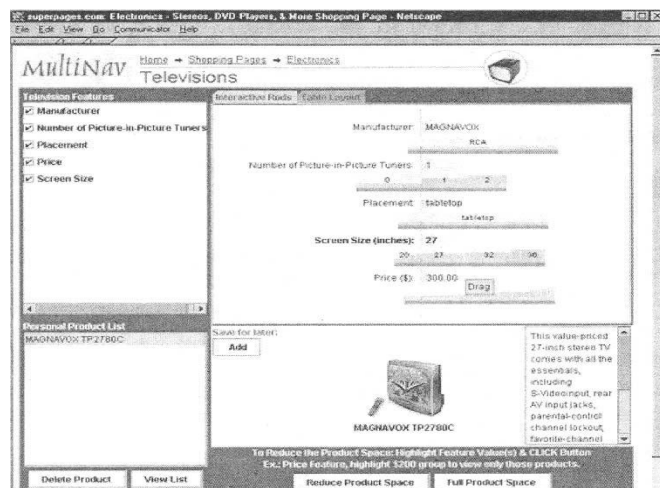 superpages.com: Electronics - Stereos, DVD Players, & More Shopping Page - Netscape
File Edit View Go Communicator Help
MultiNav
Home → Shopping Pages → Electronics
Televisions
Television Features
Manufacturer
Number of Picture-in-Picture Tuners
Placement
Price
Screen Size
Interactive Rods Table Layout
Manufacturer: MAGNAVOX
RCA
Number of Picture-in-Picture Tuners: 1
0 1 2
Placement: tabletop
tabletop
Screen Size (inches): 27
20 27 32 36
Price ($): 300.00
Drag
Personal Product List
MAGNAVOX TP2780C
Delete Product View List
Save for later:
Add
MAGNAVOX TP2780C
This value-priced
27-inch stereo TV
comes with all the
essentials,
including
S-Videoinput, rear
AV input jacks,
parental-control
channel lockout,
favorite-channel
To Reduce the Product Space: Highlight Feature Value(s) & CLICK Button
Ex.: Price Feature, highlight $200 group to view only those products.
Reduce Product Space Full Product Space